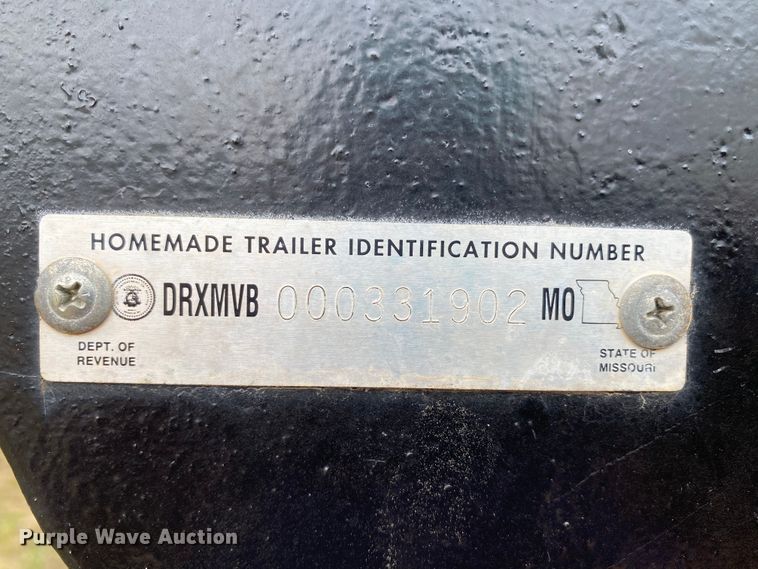 HOMEMADE TRAILER IDENTIFICATION NUMBER
DRXMVB 000331902 MO
DEPT. OF
REVENUE
STATE OF
MISSOURI
Purple Wave Auction